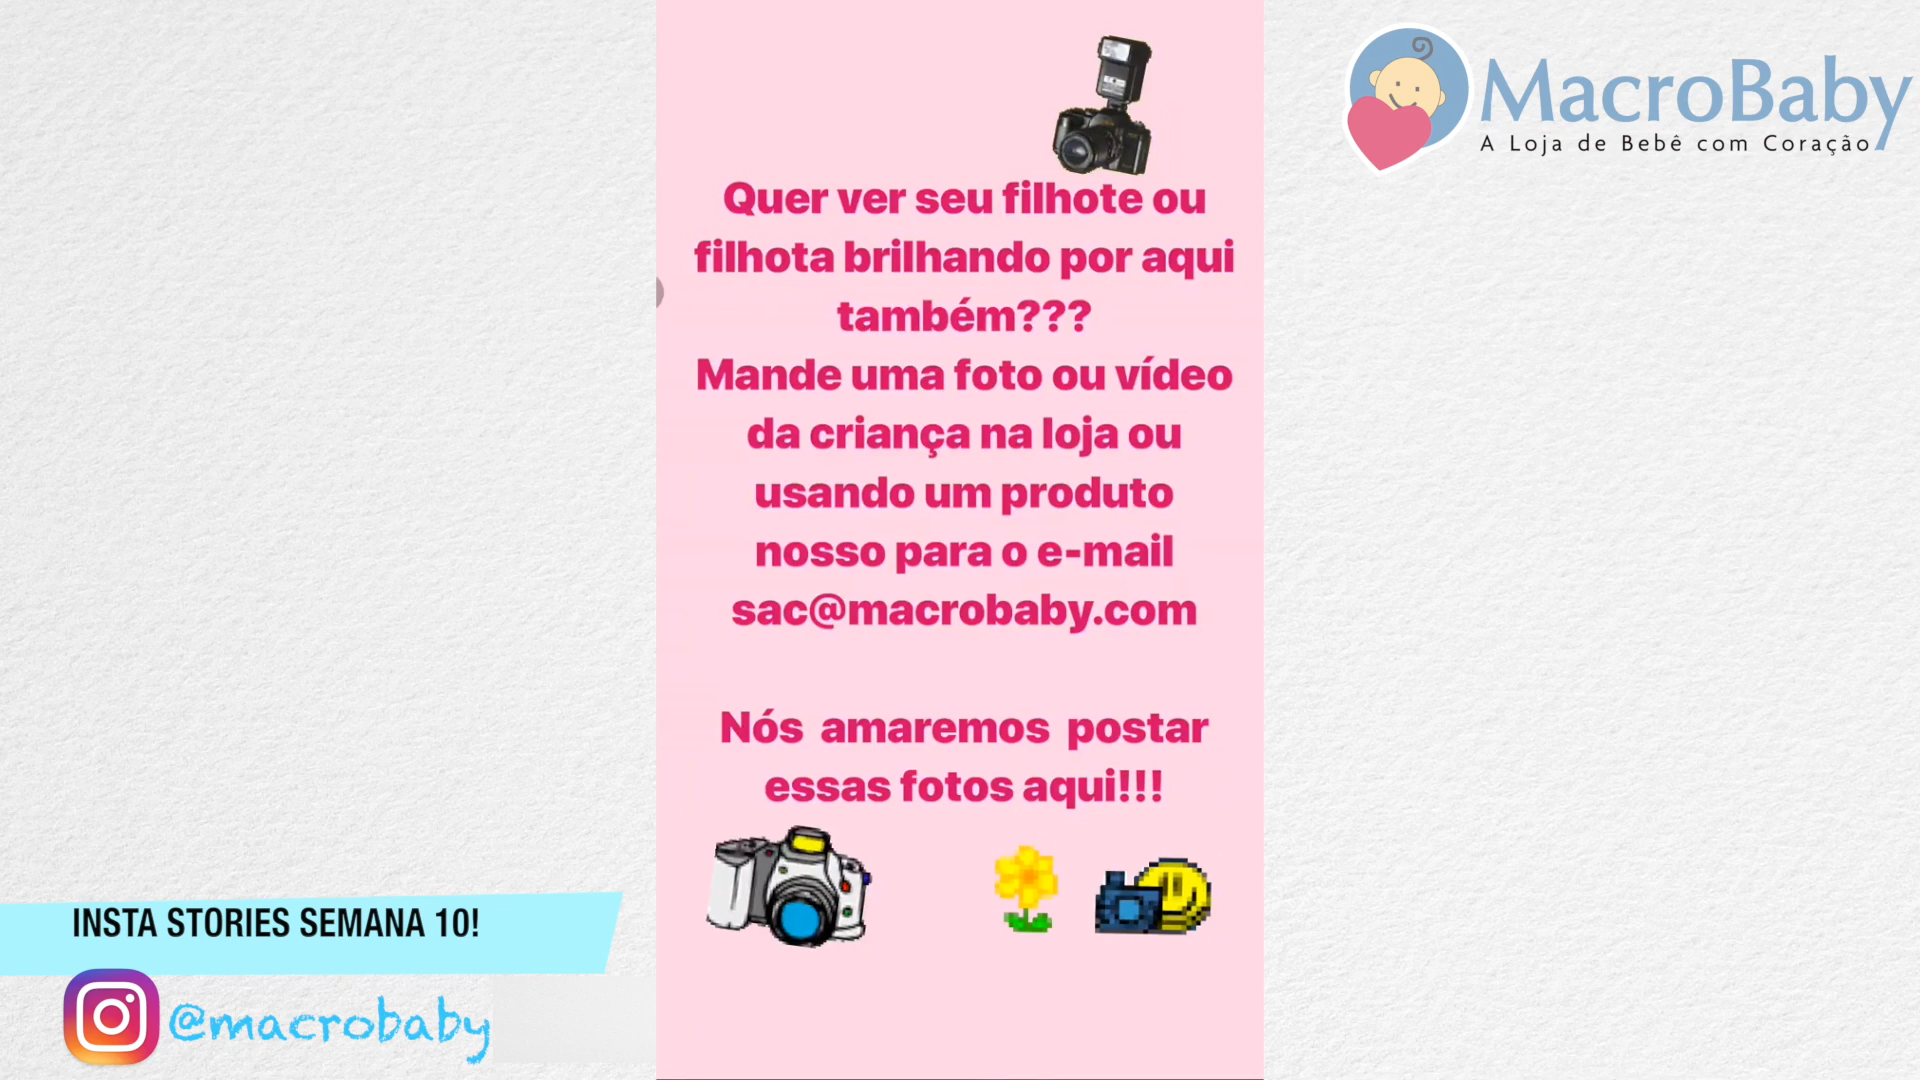 MacroBaby
A Loja de Bebê com Coração
Quer ver seu filhote ou
filhota brilhando por aqui
também???
Mande uma foto ou vídeo
da criança na loja ou
usando um produto
nosso para o e-mail
sac@macrobaby.com
Nós amaremos postar
essas fotos aqui!!!
INSTA STORIES SEMANA 10!
@macrobaby